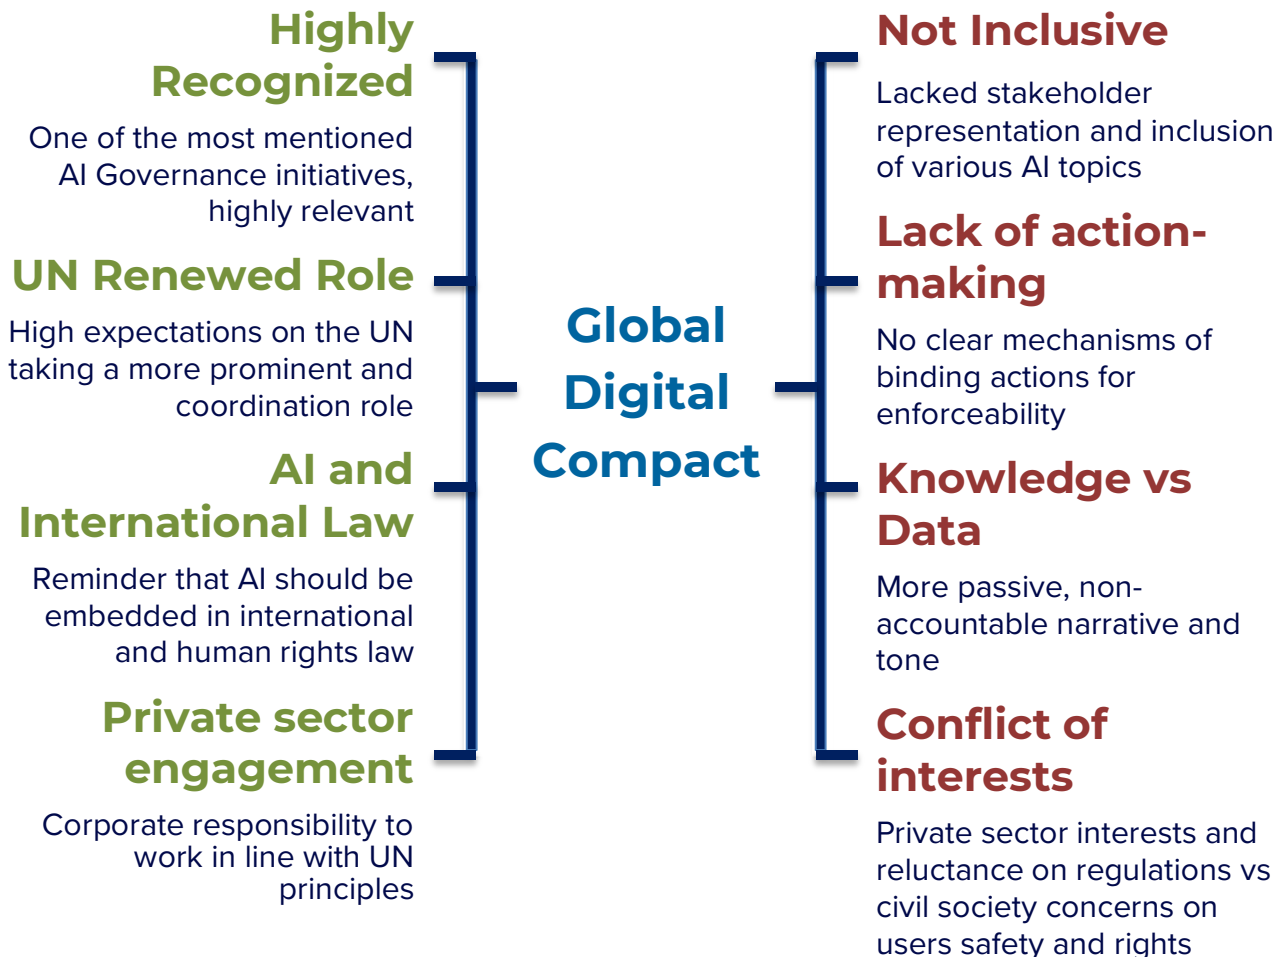 Highly
Recognized
One of the most mentioned
AI Governance initiatives,
highly relevant
UN Renewed Role
High expectations on the UN
taking a more prominent and
coordination role
AI and
International Law
Reminder that AI should be
embedded in international
and human rights law
Private sector
engagement
Corporate responsibility to
work in line with UN
principles
Global
Digital
Compact
Not Inclusive
Lacked stakeholder
representation and inclusion
of various AI topics
Lack of action-
making
No clear mechanisms of
binding actions for
enforceability
Knowledge vs
Data
More passive, non-
accountable narrative and
tone
Conflict of
interests
Private sector interests and
reluctance on regulations vs
civil society concerns on
users safety and rights